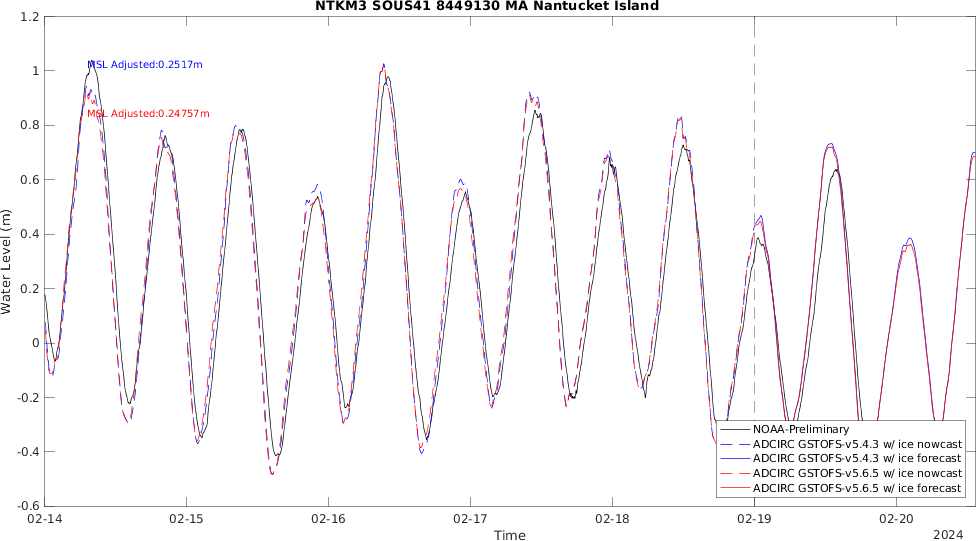 NTKM3 SOUS41 8449130 MA Nantucket Island
1.2
1
0.8
0.6
0.4
0.2
0
-0.2
-0.4
-0.6
Water Level (m)
MSL Adjusted:0.2517m
MSL Adjusted:0.24757m
NOAA-Preliminary
ADCIRC GSTOFS-v5.4.3 w/ ice nowcast
ADCIRC GSTOFS-v5.4.3 w/ ice forecast
ADCIRC GSTOFS-v5.6.5 w/ ice nowcast
ADCIRC GSTOFS-v5.6.5 w/ ice forecast
02-14 02-15 02-16 02-17 02-18 02-19 02-20
Time
2024